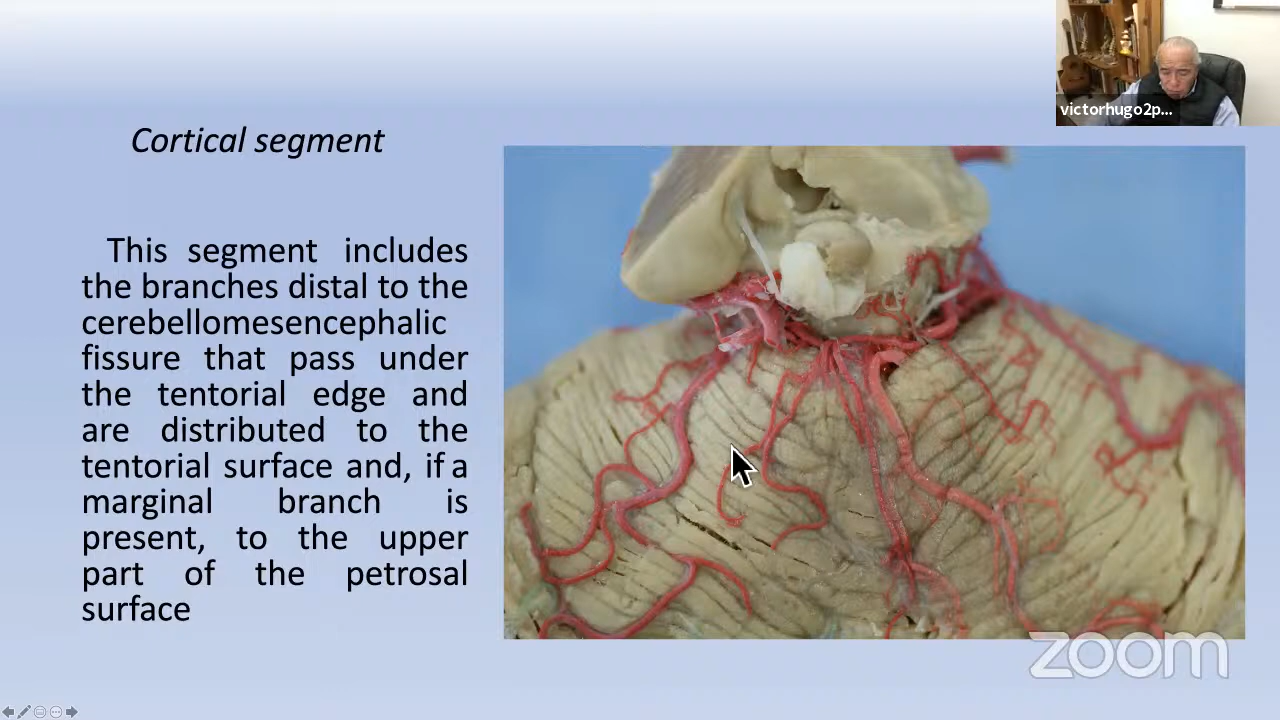 victorhugo2p...
Cortical segment
This segment includes
the branches distal to the
cerebellomesencephalic
fissure that pass under
the tentorial edge and
are distributed to the
tentorial surface and, if a
marginal branch is
present, to the upper
part of the petrosal
surface
zoom